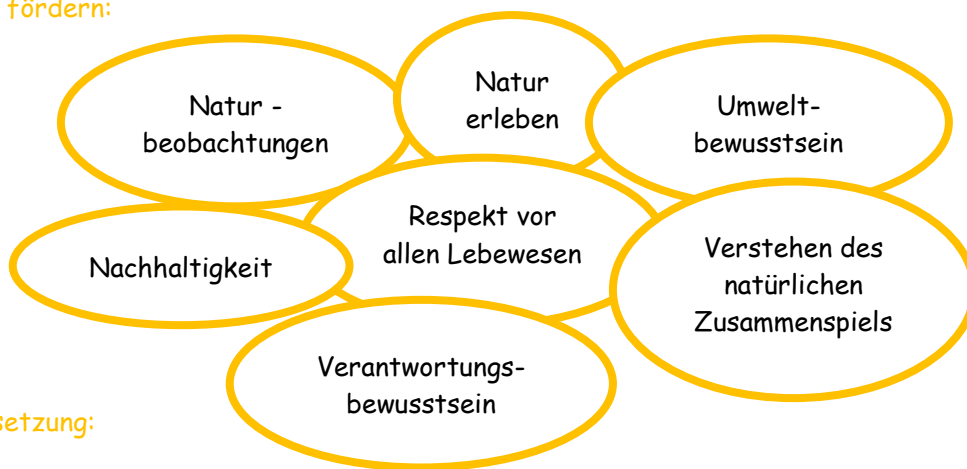 fördern:
Natur
erleben
Natur -
beobachtungen
Umwelt-
bewusstsein
Respekt vor
allen Lebewesen
Nachhaltigkeit
Verstehen des
natürlichen
Zusammenspiels
Verantwortungs-
bewusstsein
setzung: